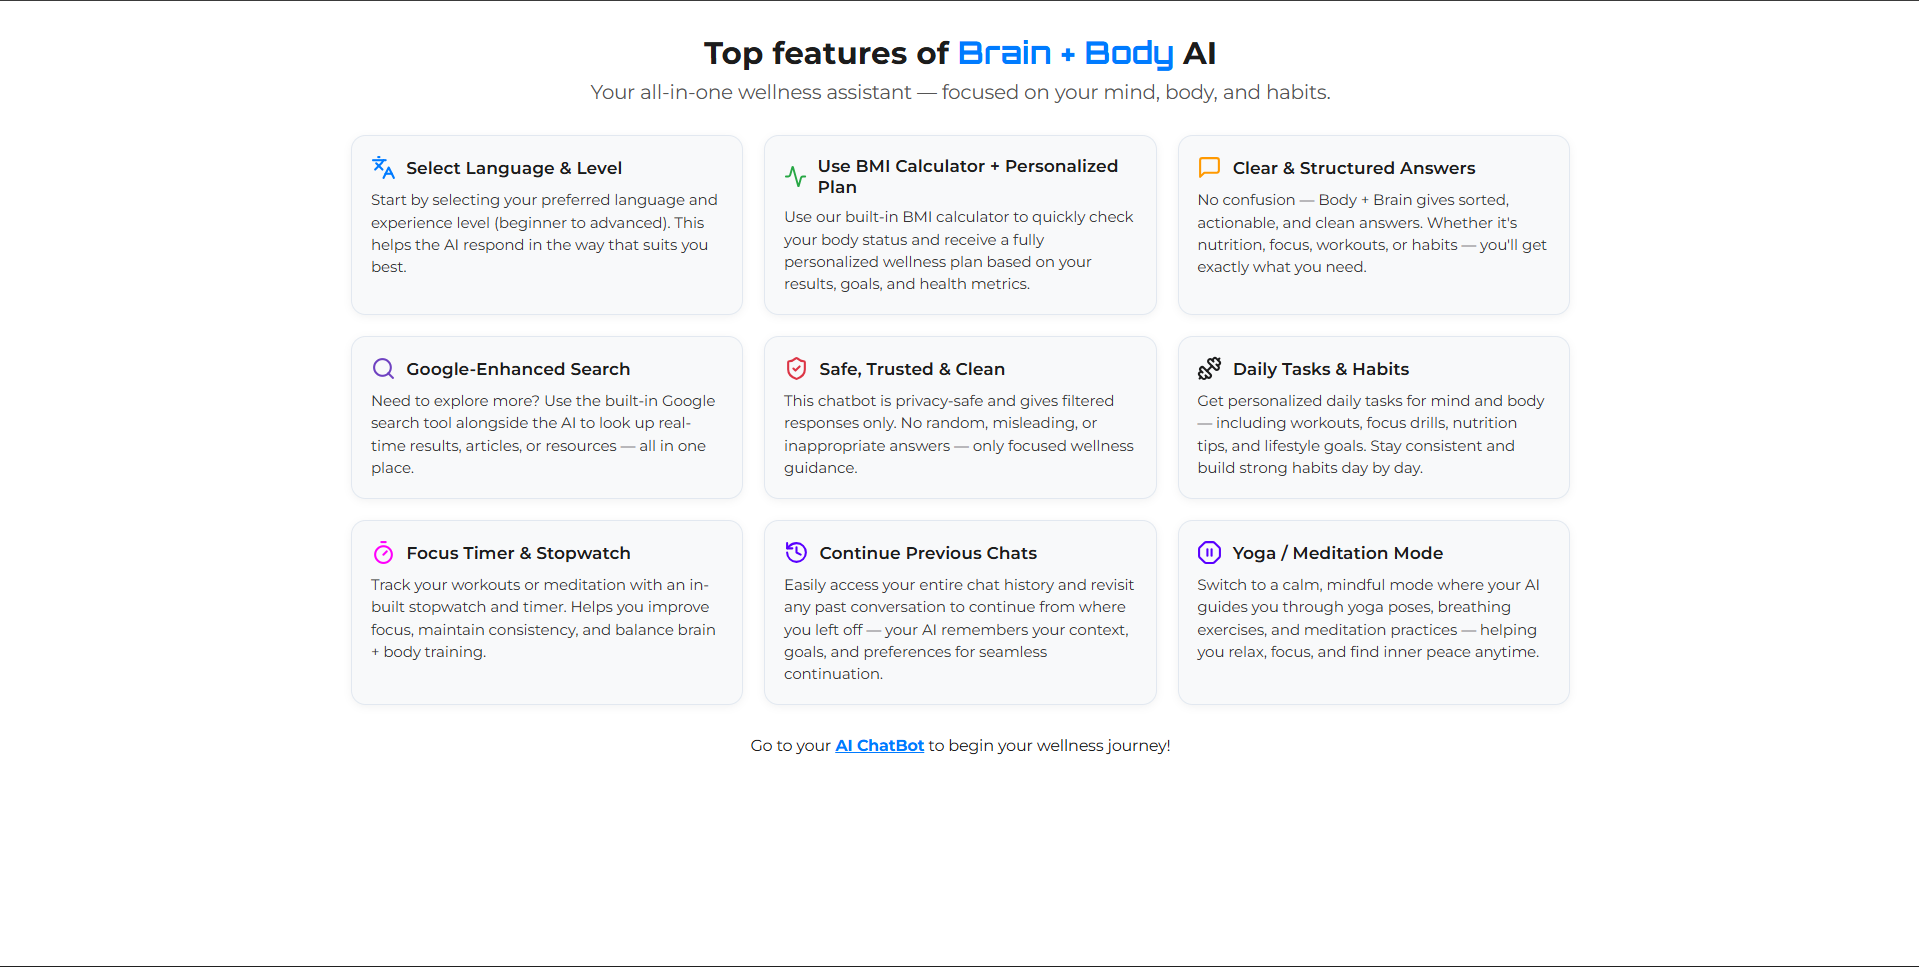 Top features of Brain + Body AI
Your all-in-one wellness assistant — focused on your mind, body, and habits.
Select Language & Level
Start by selecting your preferred language and
experience level (beginner to advanced). This
helps the AI respond in the way that suits you
best.
Use BMI Calculator + Personalized
Plan
Use our built-in BMI calculator to quickly check
your body status and receive a fully
personalized wellness plan based on your
results, goals, and health metrics.
Clear & Structured Answers
No confusion — Body + Brain gives sorted,
actionable, and clean answers. Whether it's
nutrition, focus, workouts, or habits — you'll get
exactly what you need.
Google-Enhanced Search
Need to explore more? Use the built-in Google
search tool alongside the AI to look up real-
time results, articles, or resources — all in one
place.
Safe, Trusted & Clean
This chatbot is privacy-safe and gives filtered
responses only. No random, misleading, or
inappropriate answers — only focused wellness
guidance.
Daily Tasks & Habits
Get personalized daily tasks for mind and body
— including workouts, focus drills, nutrition
tips, and lifestyle goals. Stay consistent and
build strong habits day by day.
Focus Timer & Stopwatch
Track your workouts or meditation with an in-
built stopwatch and timer. Helps you improve
focus, maintain consistency, and balance brain
+ body training.
Continue Previous Chats
Easily access your entire chat history and revisit
any past conversation to continue from where
you left off — your AI remembers your context,
goals, and preferences for seamless
continuation.
Yoga / Meditation Mode
Switch to a calm, mindful mode where your AI
guides you through yoga poses, breathing
exercises, and meditation practices — helping
you relax, focus, and find inner peace anytime.
Go to your AI ChatBot to begin your wellness journey!